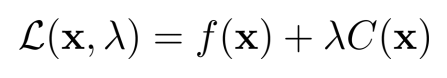 ℒ(𝐱, λ) = f(𝐱) + λC(𝐱)